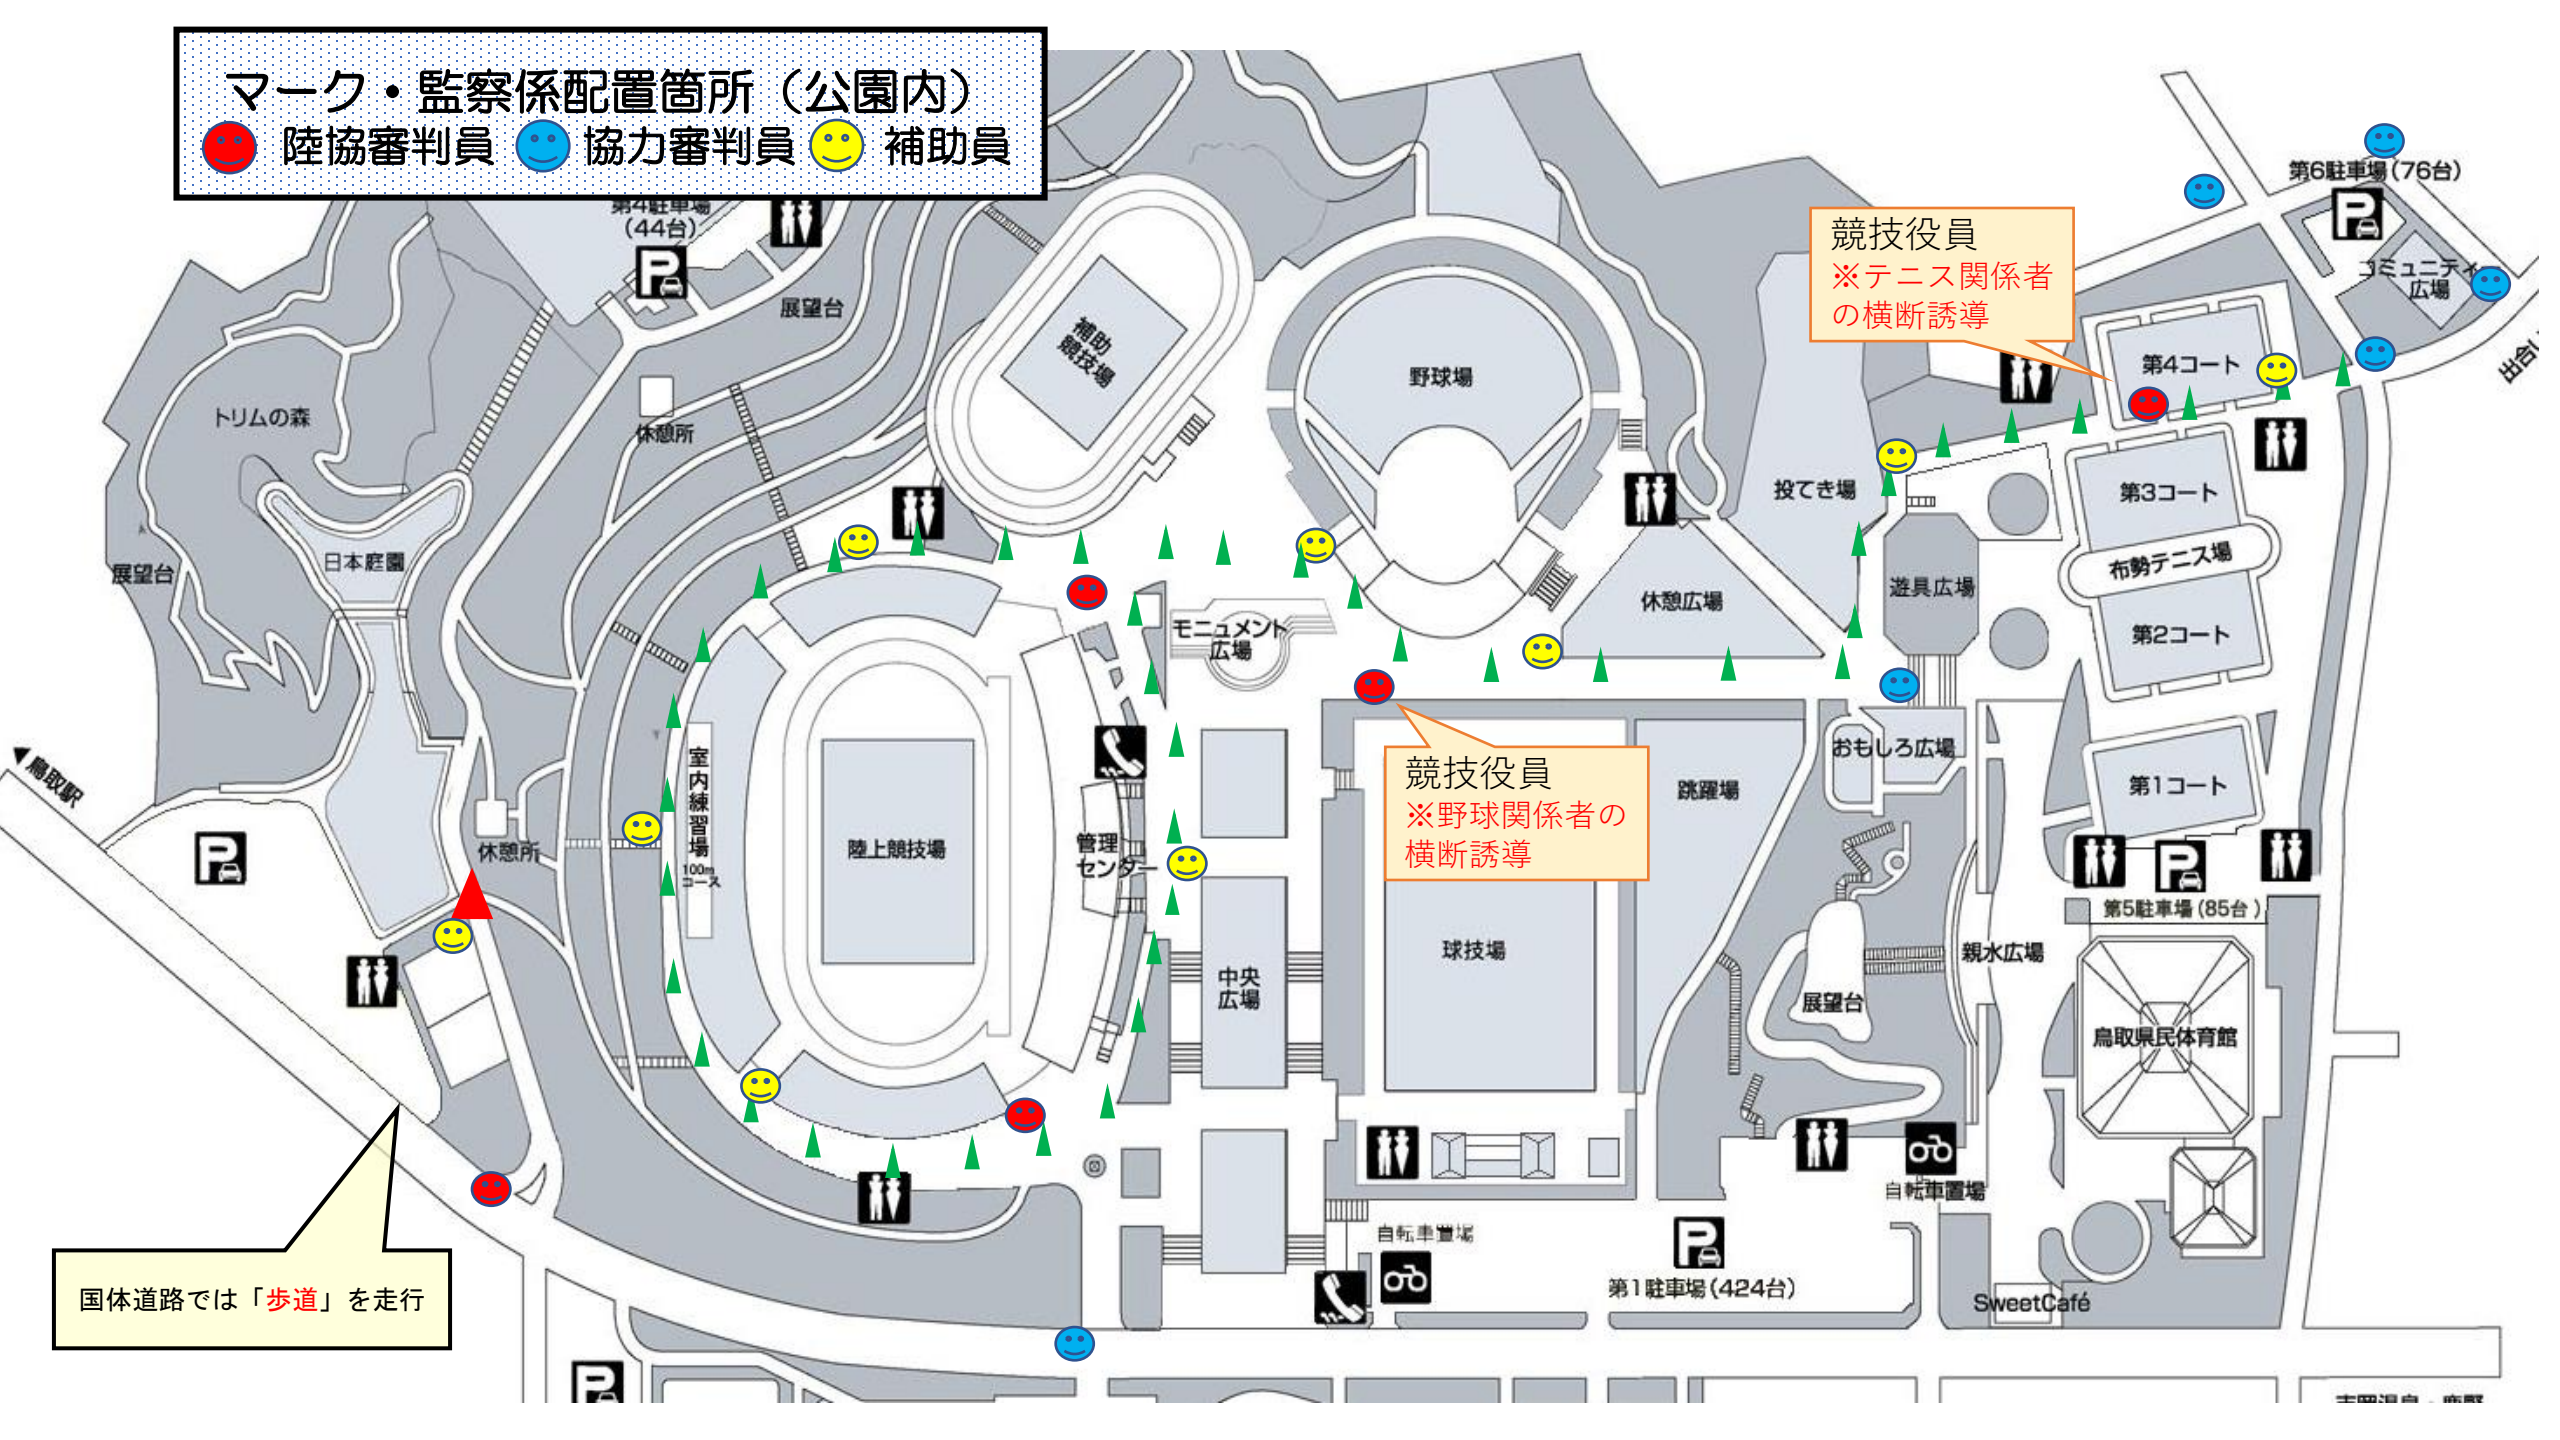 マーク・監察係配置箇所（公園内）
陸協審判員 協力審判員 補助員
第4駐車場
(44台)
展望台
トリムの森
休憩所
補助
競技場
野球場
競技役員
※テニス関係者
の横断誘導
第6駐車場(76台)
コミュニティー
広場
第4コート
第3コート
布勢テニス場
第2コート
第1コート
投てき場
遊具広場
休憩広場
日本庭園
展望台
モニュメント
広場
◀鳥取駅
休憩所
室内練習場
100m
コース
陸上競技場
管理
センター
競技役員
※野球関係者の
横断誘導
跳躍場
おもしろ広場
球技場
中央
広場
展望台
親水広場
第5駐車場(85台)
鳥取県民体育館
自転車置場
自転車置場
第1駐車場(424台)
SweetCafé
国体道路では「歩道」を走行